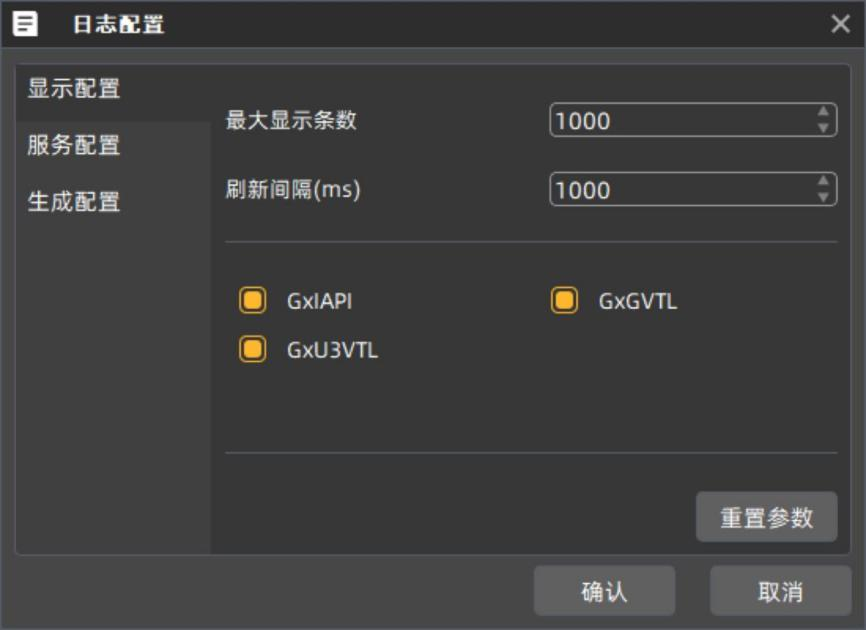 日志配置
显示配置
服务配置
生成配置
最大显示条数
1000
刷新间隔(ms)
1000
GxIAPI
GxGVTL
GxU3VTL
重置参数
确认
取消